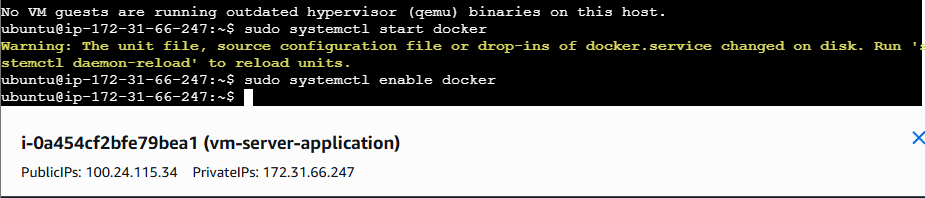 No VM guests are running outdated hypervisor (qemu) binaries on this host.
ubuntu@ip-172-31-66-247:~$ sudo systemctl start docker
Warning: The unit file, source configuration file or drop-ins of docker.service changed on disk. Run 's
stemctl daemon-reload' to reload units.
ubuntu@ip-172-31-66-247:~$ sudo systemctl enable docker
ubuntu@ip-172-31-66-247:~$
i-0a454cf2bfe79bea1 (vm-server-application)
PublicIPs: 100.24.115.34 PrivateIPs: 172.31.66.247